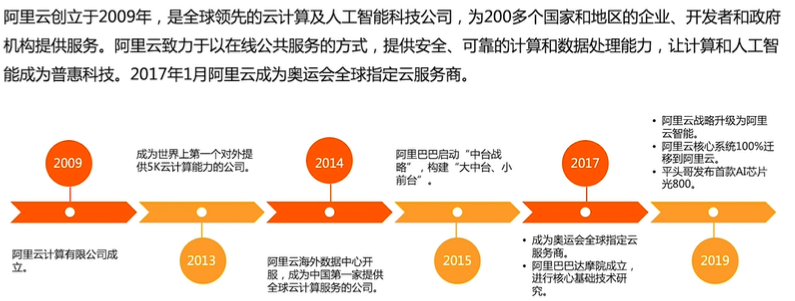 阿里云创立于2009年，是全球领先的云计算及人工智能科技公司，为200多个国家和地区的企业、开发者和政府
机构提供服务。阿里云致力于以在线公共服务的方式，提供安全、可靠的计算和数据处理能力，让计算和人工智
能成为普惠科技。2017年1月阿里云成为奥运会全球指定云服务商。
2009
阿里云计算有限公司成
立。
成为世界上第一个对外提
供5K云计算能力的公司。
2013
2014
阿里云海外数据中心开
服，成为中国第一家提供
全球云计算服务的公司。
阿里巴巴启动“中台战
略”，构建“大中台、小
前台”。
2015
2017
• 成为奥运会全球指定云
服务商。
• 阿里巴巴达摩院成立，
进行核心基础技术研
究。
• 阿里云战略升级为阿里
云智能。
• 阿里云核心系统100%迁
移到阿里云。
• 平头哥发布首款AI芯片
光800。
2019